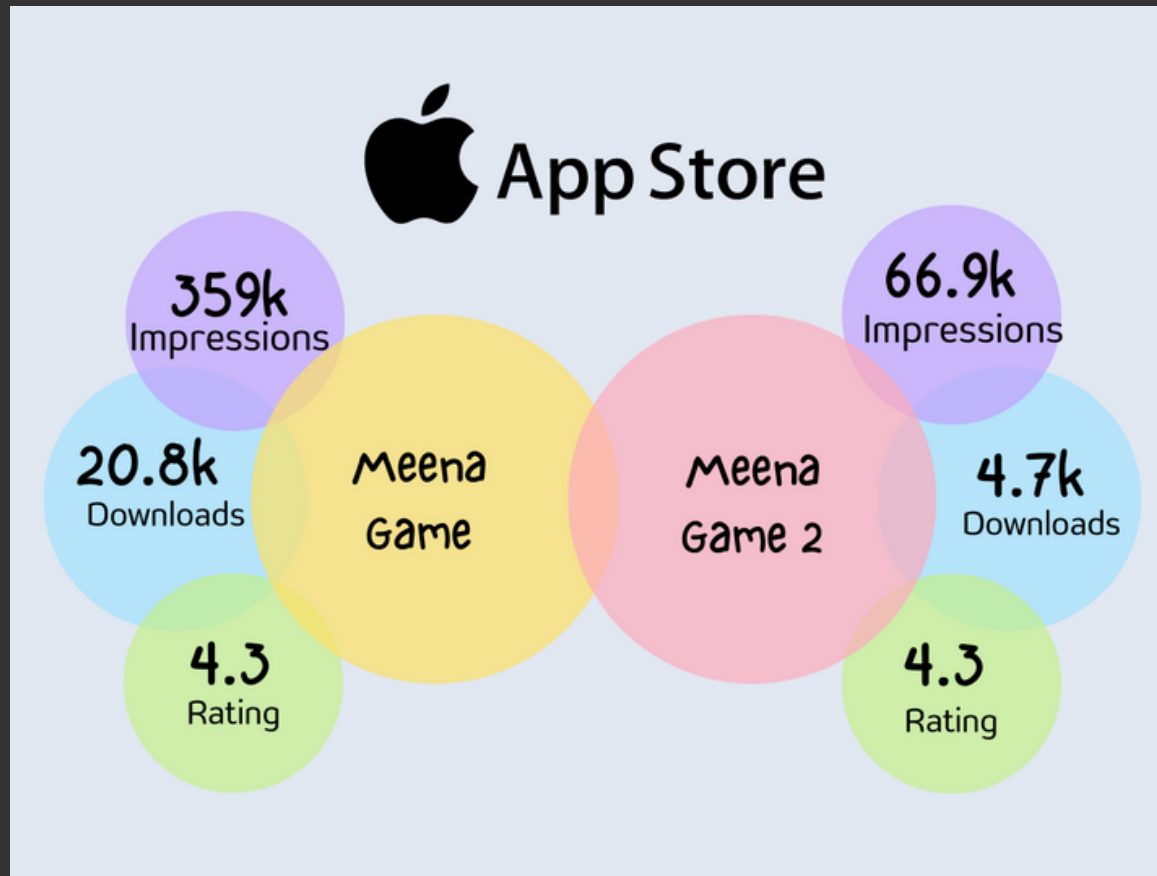 App Store
359k
Impressions
20.8k
Downloads
4.3
Rating
Meena
Game
Meena
Game 2
66.9k
Impressions
4.7k
Downloads
4.3
Rating